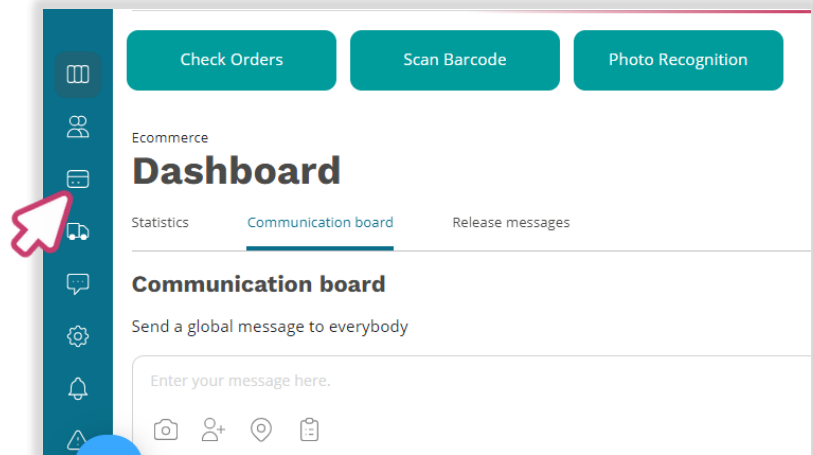 Check Orders
Scan Barcode
Photo Recognition
Ecommerce
Dashboard
Statistics
Communication board
Release messages
Communication board
Send a global message to everybody
Enter your message here.